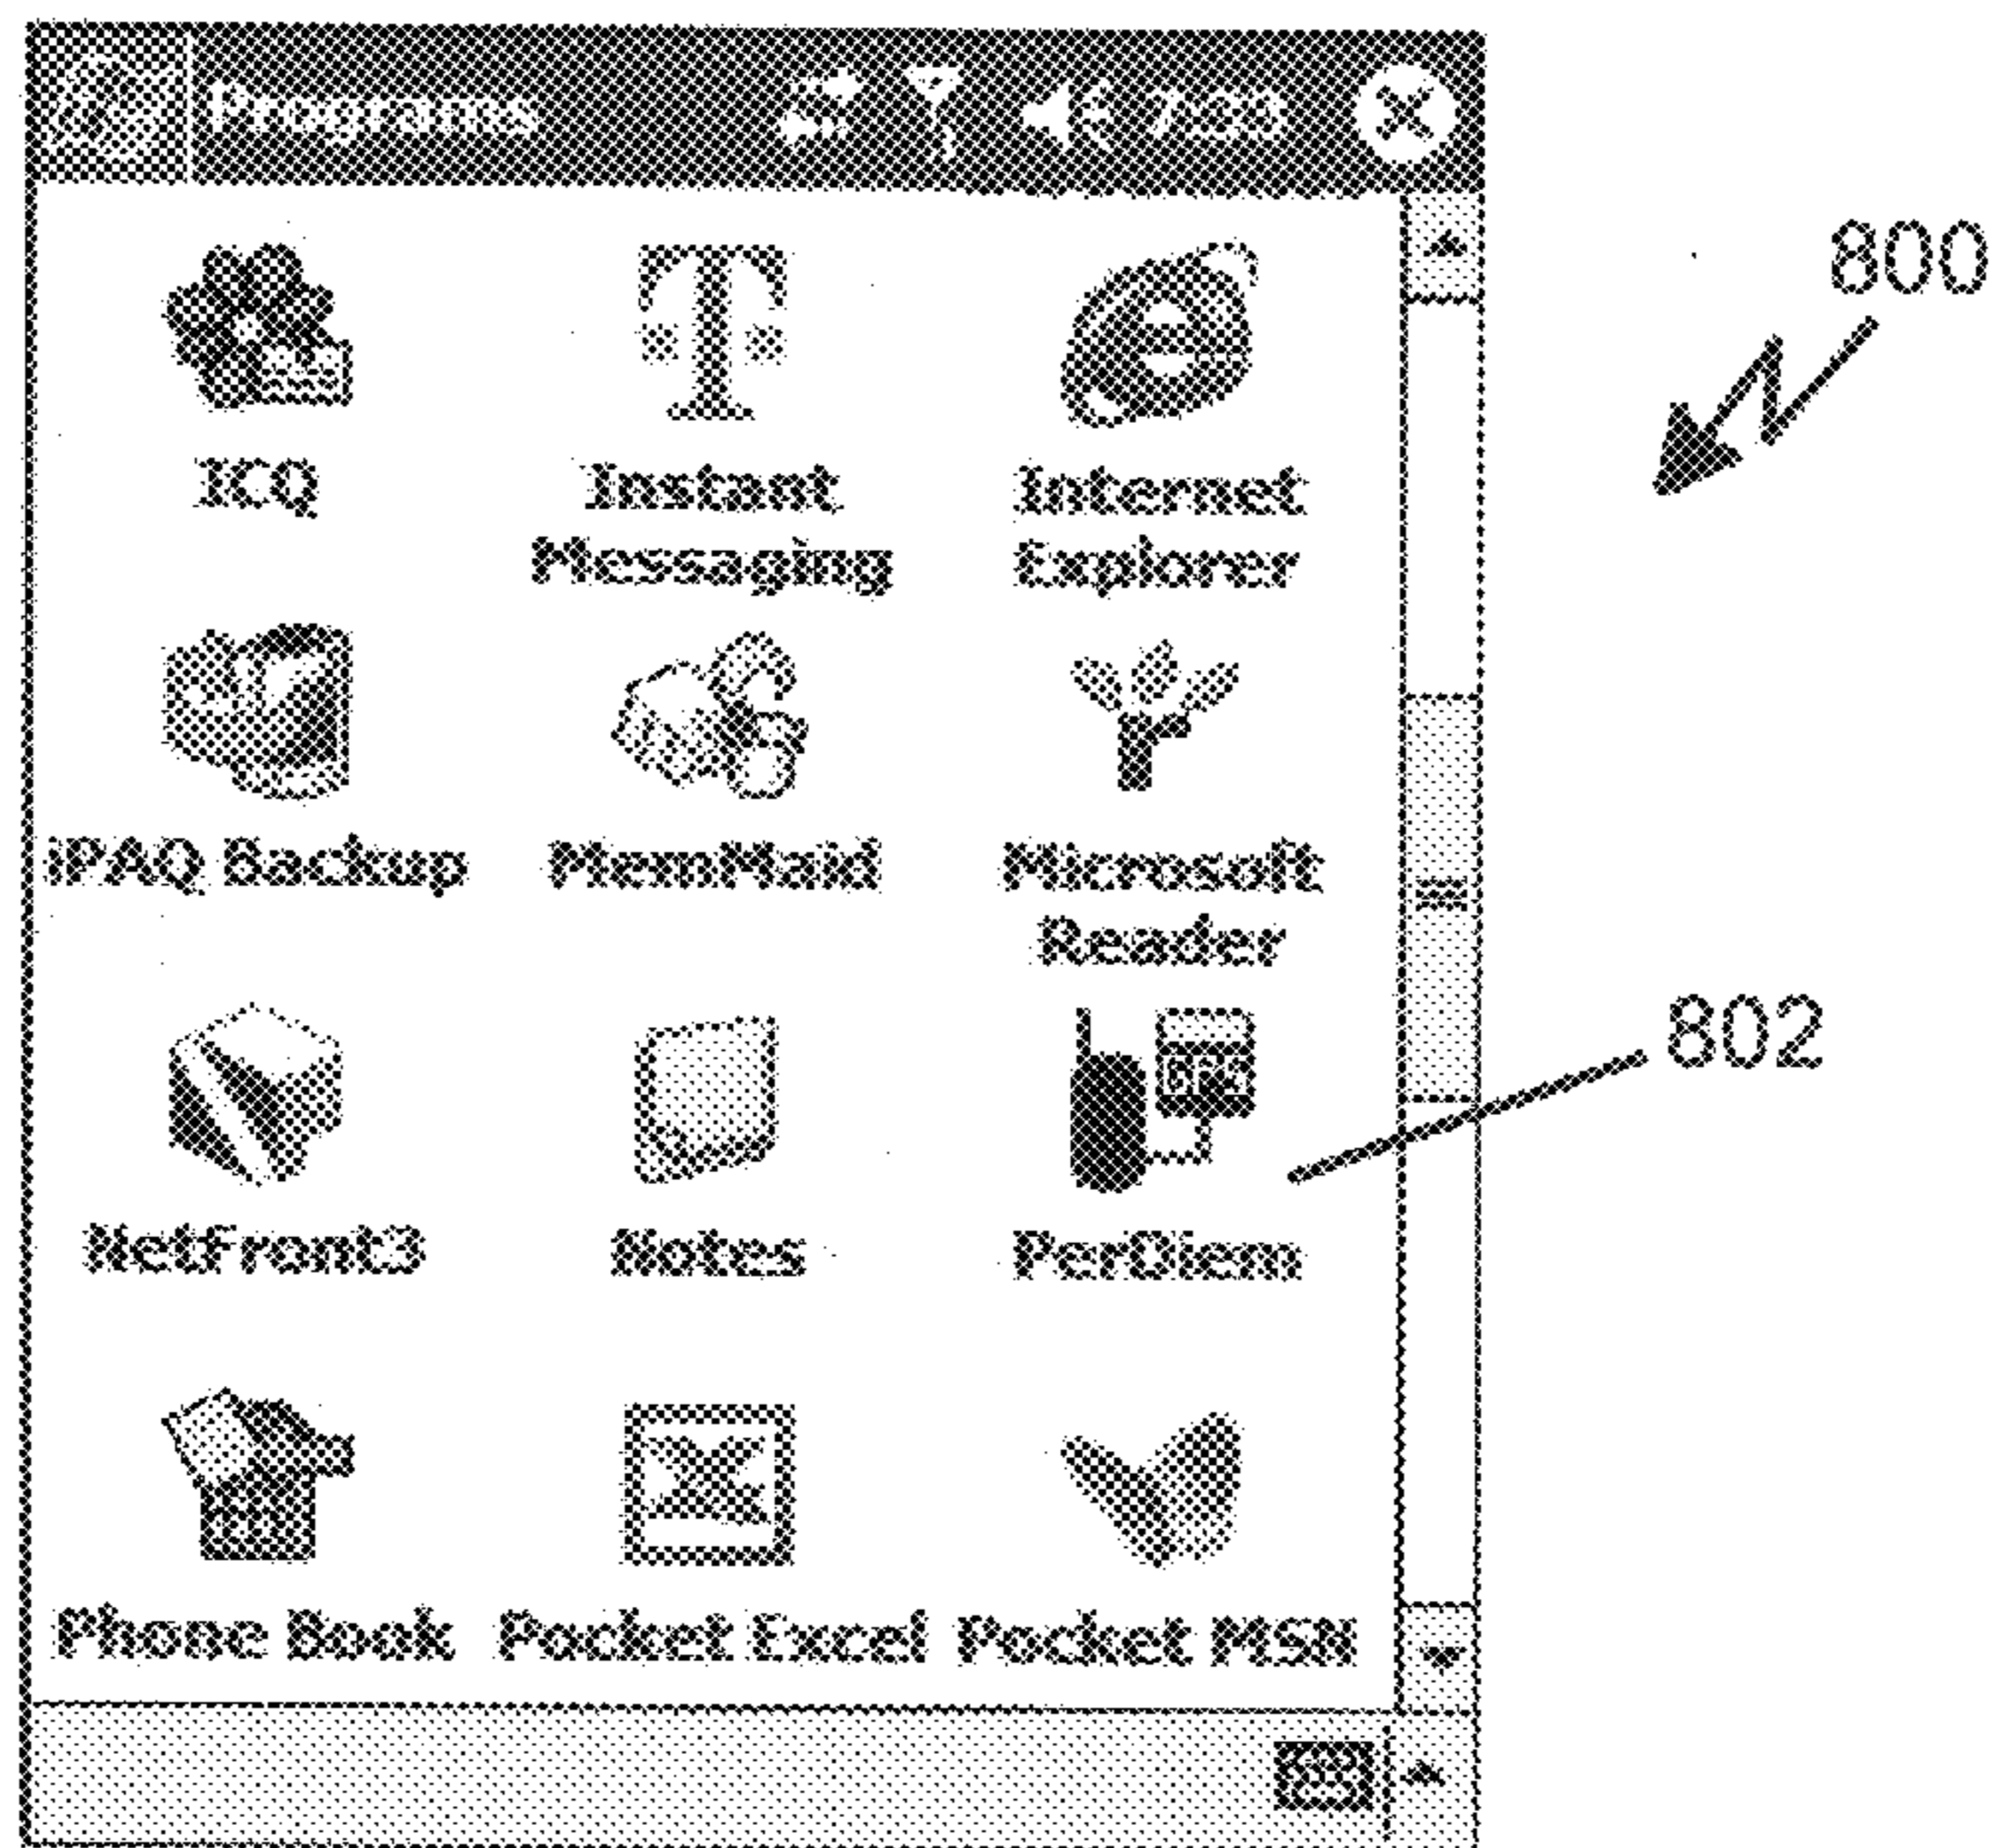 Programs
800
ICQ Instant Messaging Internet Explorer
iPAQ Backup MemMaid Microsoft Reader
802
GPS
NetFront3 Notes PerDiem
Phone Book Pocket Excel Pocket MSN